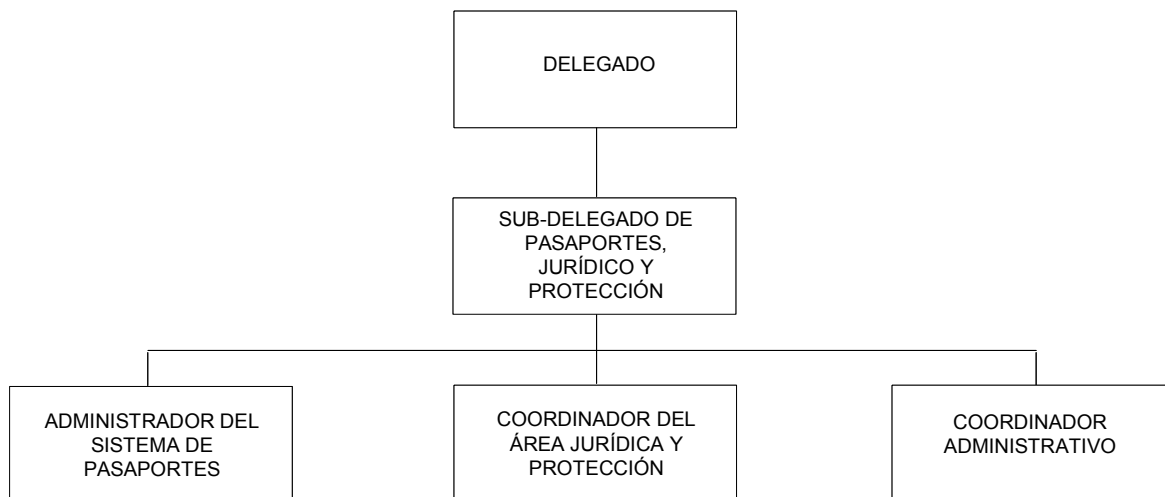 DELEGADO
SUB-DELEGADO DE
PASAPORTES,
JURÍDICO Y
PROTECCIÓN
ADMINISTRADOR DEL
SISTEMA DE
PASAPORTES
COORDINADOR DEL
ÁREA JURÍDICA Y
PROTECCIÓN
COORDINADOR
ADMINISTRATIVO